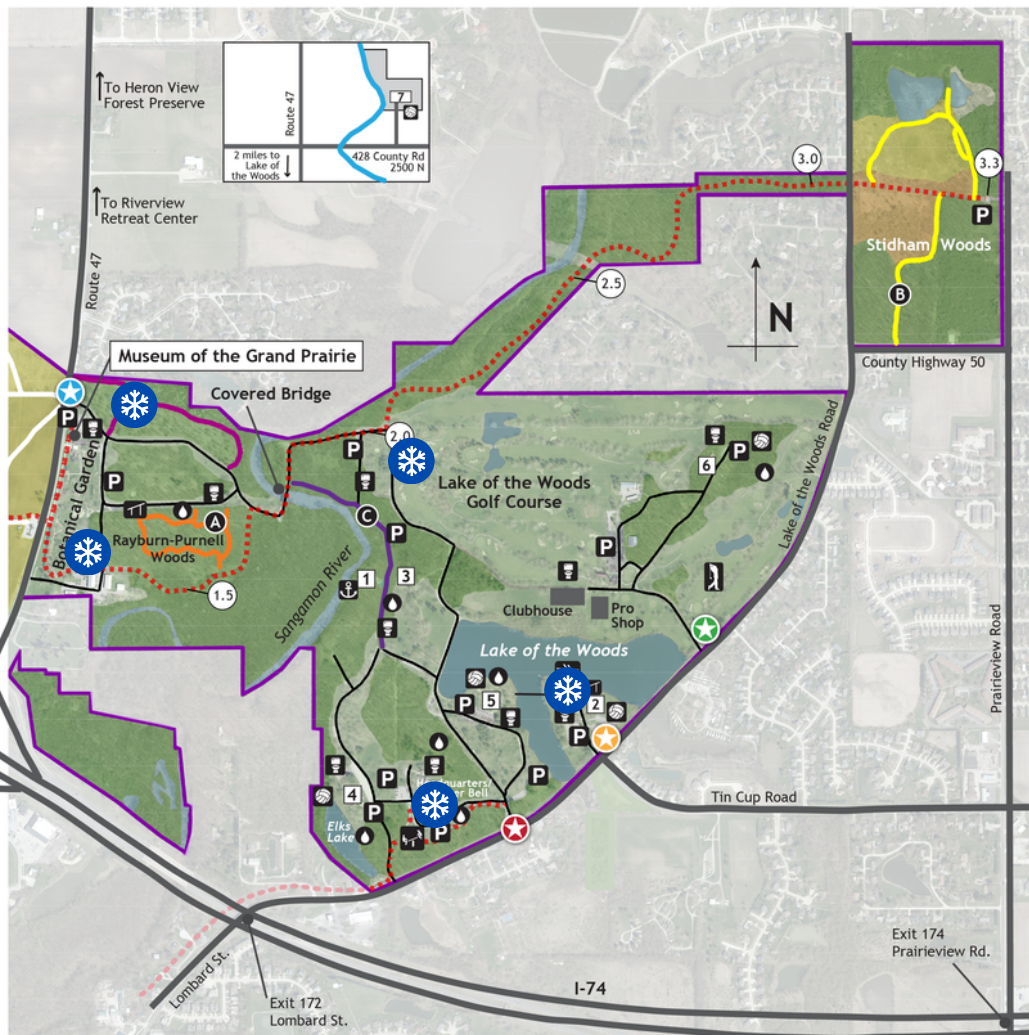 To Heron View
Forest Preserve
Route 47
7
2 miles to
Lake of
the Woods
428 County Rd
2500 N
To Riverview
Retreat Center
Route 47
3.0
3.3
P
Stidham Woods
B
2.5
N
County Highway 50
Museum of the Grand Prairie
Covered Bridge
P
2.0
P
P
6
Lake of the Woods
Golf Course
Lake of the Woods Road
Botanical Garden
P
A
C
P
Rayburn-Purnell
Woods
P
1.5
Sangamon River
1
3
Clubhouse
Pro
Shop
Prairieview Road
Lake of the Woods
P
5
2
P
P
P
4
P
Headquarters/
Bell
Elks
Lake
P
Tin Cup Road
Lombard St.
Exit 172
Lombard St.
I-74
Exit 174
Prairieview Rd.